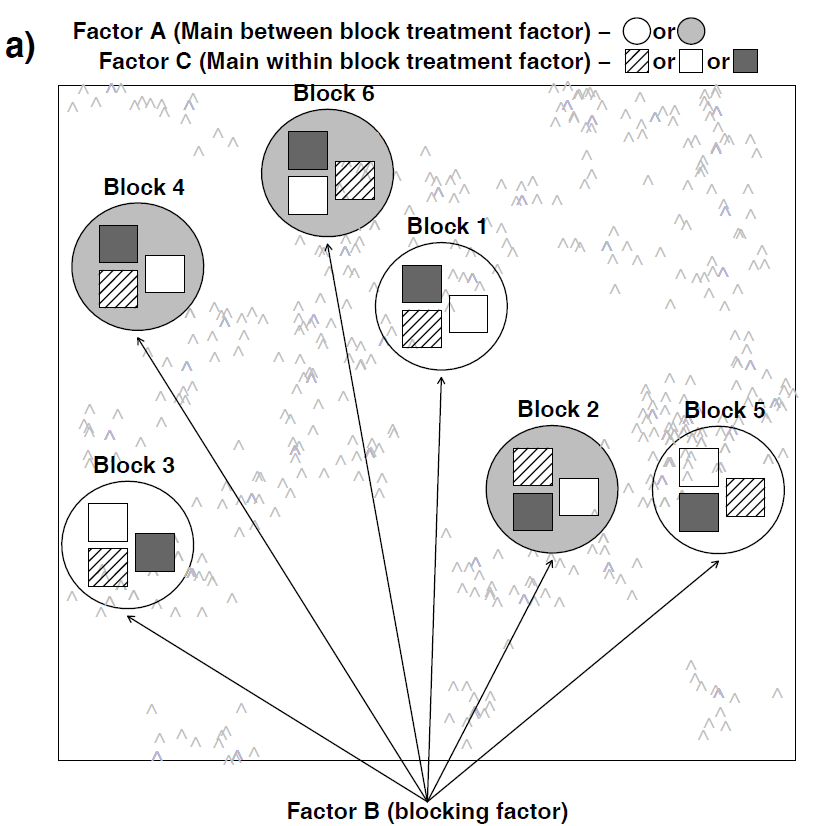 a)
Factor A (Main between block treatment factor) – or
Factor C (Main within block treatment factor) – or or
Block 6
Block 4
Block 1
Block 2
Block 5
Block 3
Factor B (blocking factor)